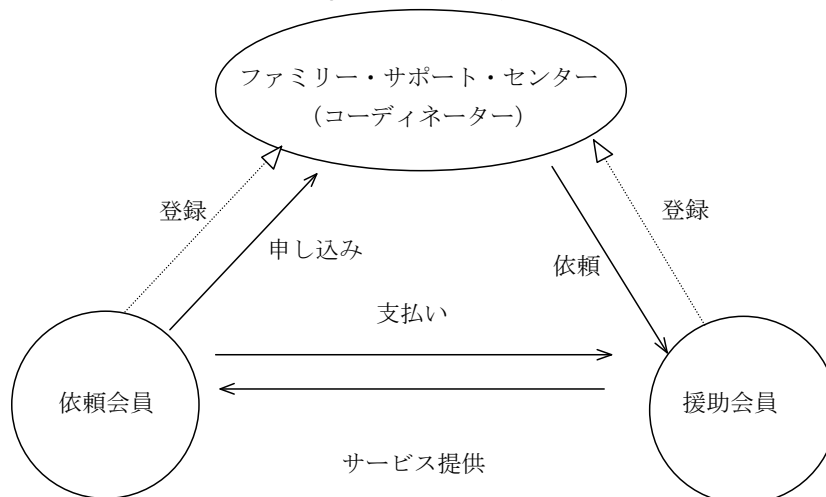 ファミリー・サポート・センター
(コーディネーター)
登録
登録
申し込み
依頼
支払い
依頼会員
援助会員
サービス提供